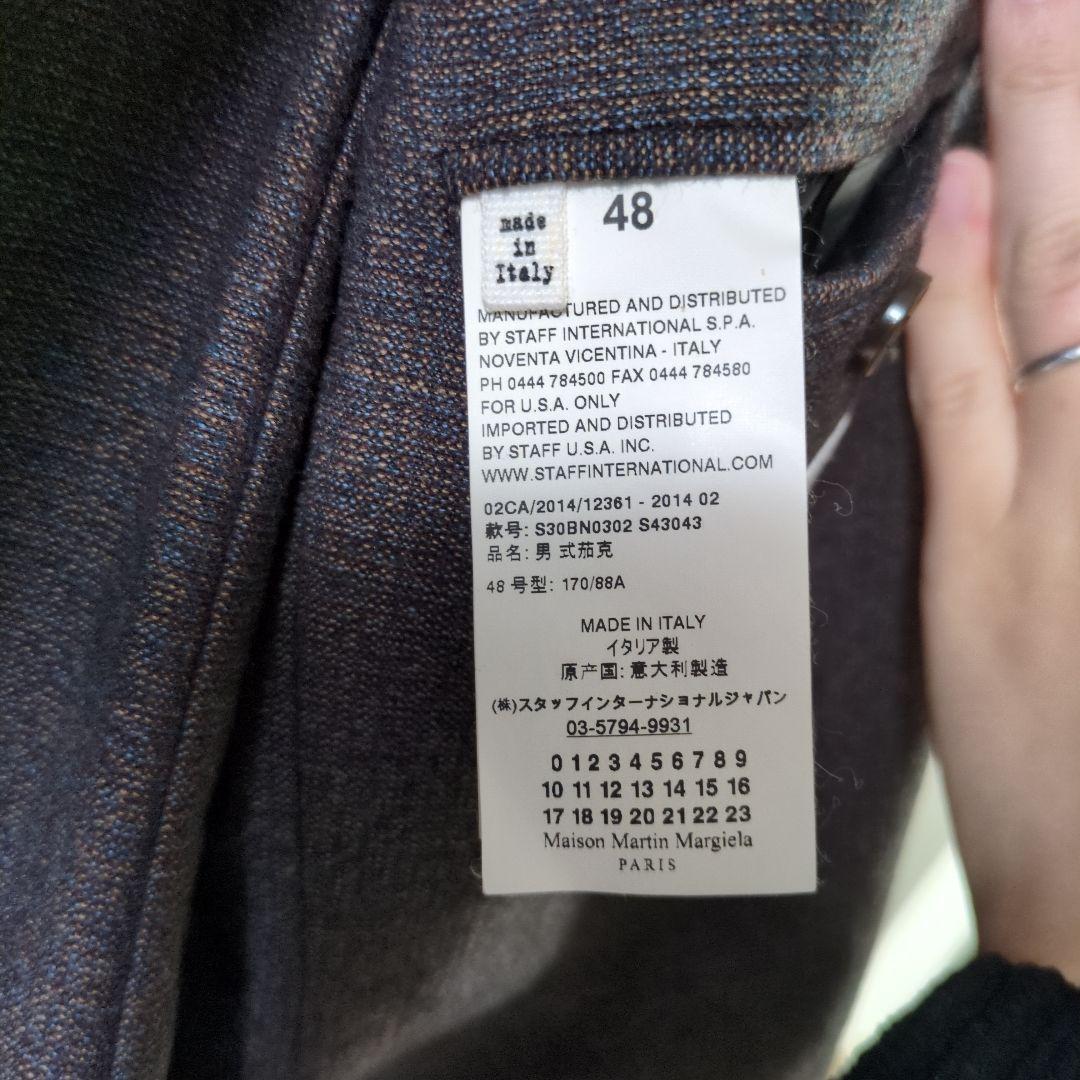 made
in
Italy
48
MANUFACTURED AND DISTRIBUTED
BY STAFF INTERNATIONAL S.P.A.
NOVENTA VICENTINA - ITALY
PH 0444 784500 FAX 0444 784580
FOR U.S.A. ONLY
IMPORTED AND DISTRIBUTED
BY STAFF U.S.A. INC.
WWW.STAFFINTERNATIONAL.COM
02CA/2014/12361 - 2014 02
款号: S30BN0302 S43043
品名: 男 式茄克
48 号型: 170/88A
MADE IN ITALY
イタリア製
原产国: 意大利製造
(株)スタッフインターナショナルジャパン
03-5794-9931
0 1 2 3 4 5 6 7 8 9
10 11 12 13 14 15 16
17 18 19 20 21 22 23
Maison Martin Margiela
PARIS